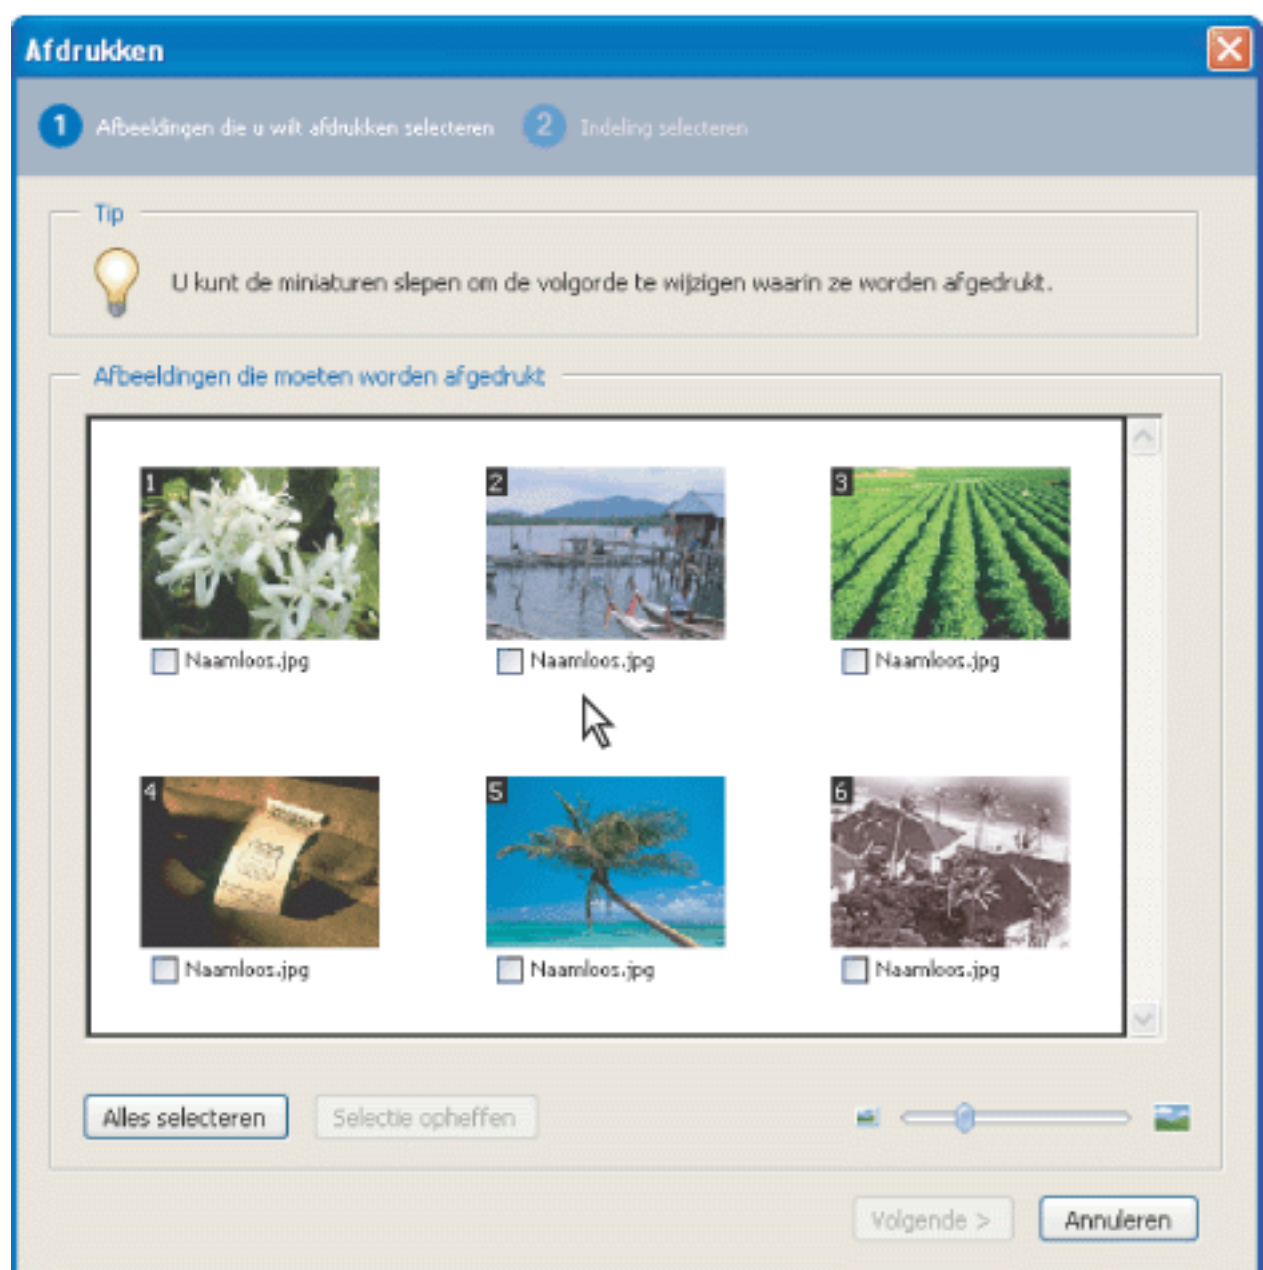 Afdrukken
1 Afbeeldingen die u wilt afdrukken selecteren 2 Indeling selecteren
Tip
U kunt de miniaturen slepen om de volgorde te wijzigen waarin ze worden afgedrukt.
Afbeeldingen die moeten worden afgedrukt
1 2 3
Naamloos.jpg Naamloos.jpg Naamloos.jpg
4 5 6
Naamloos.jpg Naamloos.jpg Naamloos.jpg
Alles selecteren Selectie opheffen
Volgende > Annuleren